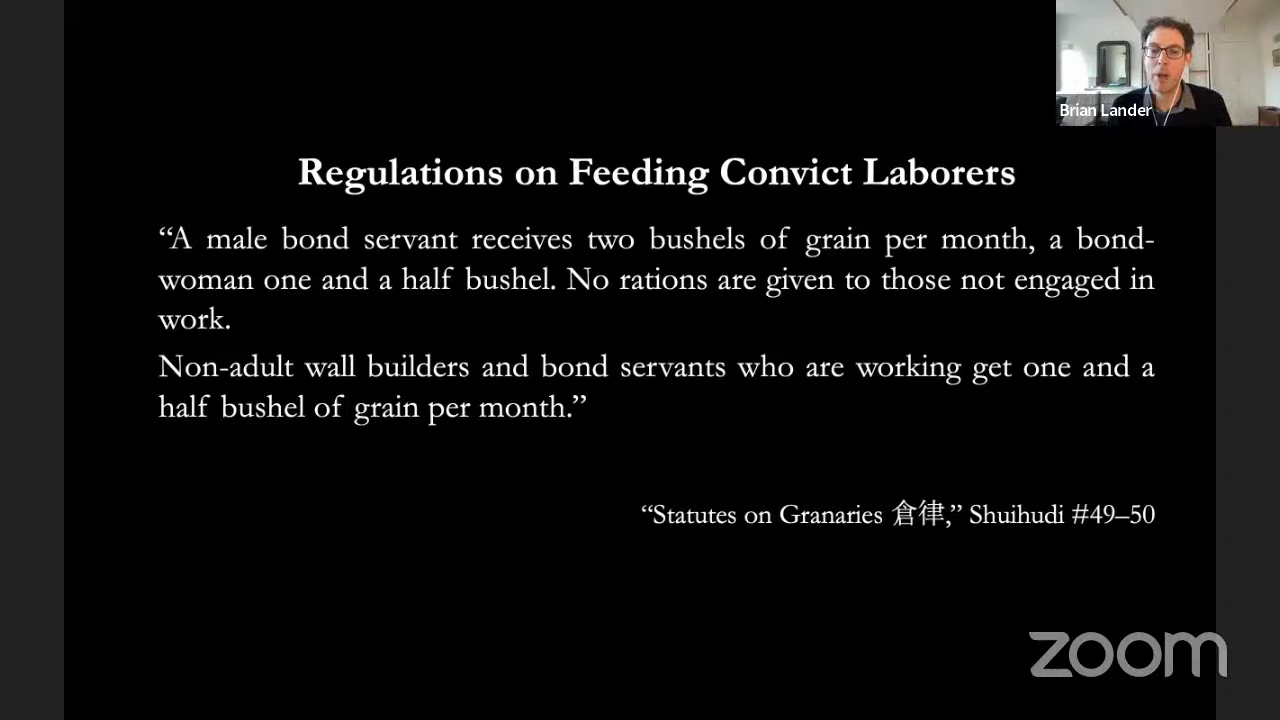 Brian Lander
Regulations on Feeding Convict Laborers
“A male bond servant receives two bushels of grain per month, a bond-
woman one and a half bushel. No rations are given to those not engaged in
work.
Non-adult wall builders and bond servants who are working get one and a
half bushel of grain per month.”
“Statutes on Granaries 倉律,” Shuihudi #49–50
zoom